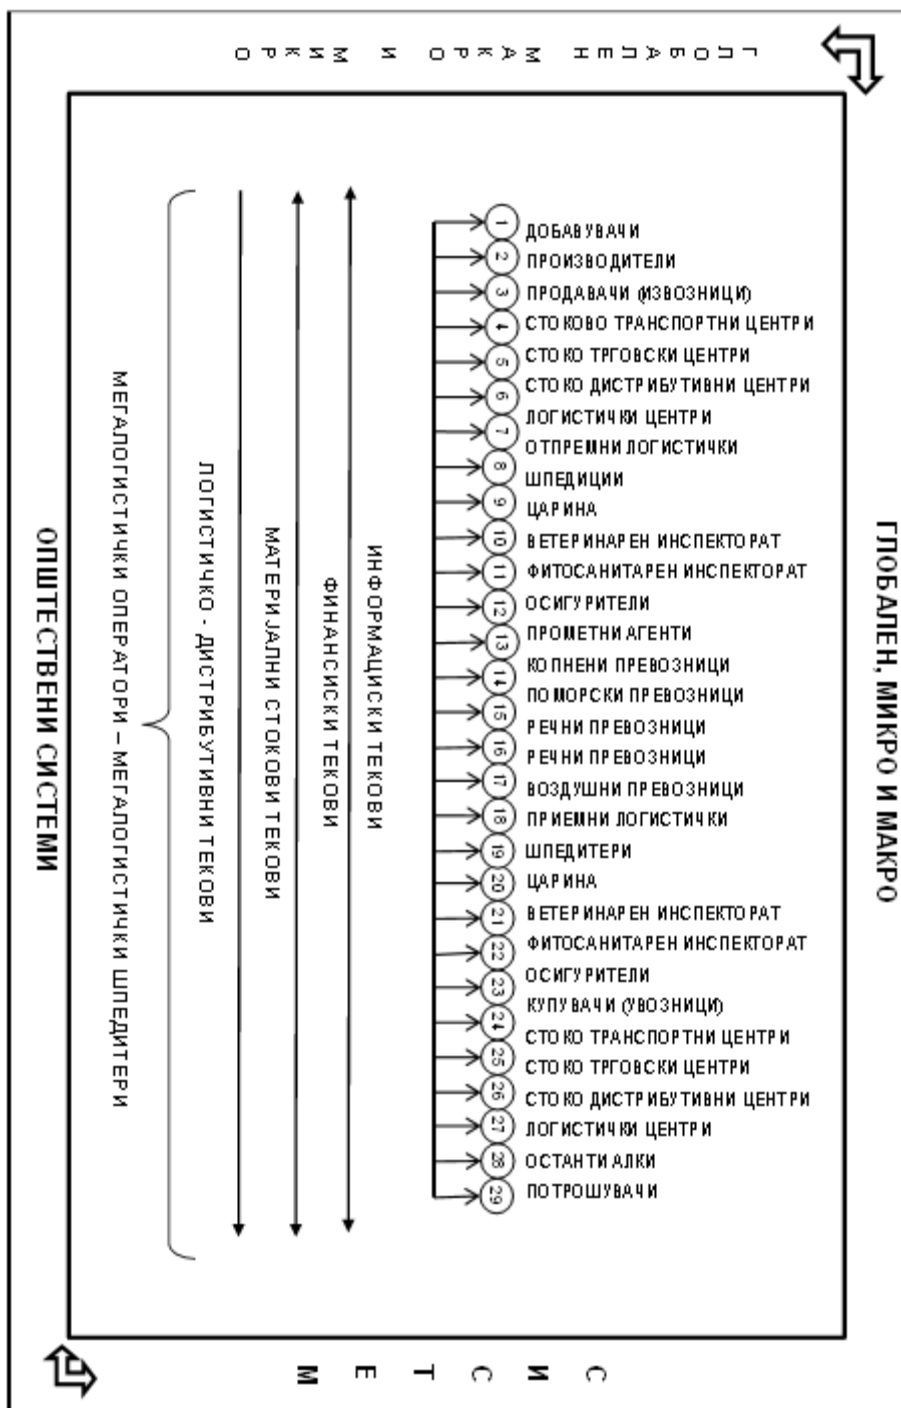 ГЛОБАЛЕН МАКРО И МИКРО
ГЛОБАЛЕН, МИКРО И МАКРО
1
2
3
4
5
6
7
8
9
10
11
12
13
14
15
16
17
18
19
20
21
22
23
24
25
26
27
28
29
ДОБАВУВАЧИ
ПРОИЗВОДИТЕЛИ
ПРОДАВАЧИ (ИЗВОЗНИЦИ)
СТОКОВО ТРАНСПОРТНИ ЦЕНТРИ
СТОКО ТРГОВСКИ ЦЕНТРИ
СТОКО ДИСТРИБУТИВНИ ЦЕНТРИ
ЛОГИСТИЧКИ ЦЕНТРИ
ОТПРЕМНИ ЛОГИСТИЧКИ
ШПЕДИЦИИ
ЦАРИНА
ВЕТЕРИНАРЕН ИНСПЕКТОРАТ
ФИТОСАНИТАРЕН ИНСПЕКТОРАТ
ОСИГУРИТЕЛИ
ПРОМЕТНИ АГЕНТИ
КОПНЕНИ ПРЕВОЗНИЦИ
ПОМОРСКИ ПРЕВОЗНИЦИ
РЕЧНИ ПРЕВОЗНИЦИ
РЕЧНИ ПРЕВОЗНИЦИ
ВОЗДУШНИ ПРЕВОЗНИЦИ
ПРИЕМНИ ЛОГИСТИЧКИ
ШПЕДИТЕРИ
ЦАРИНА
ВЕТЕРИНАРЕН ИНСПЕКТОРАТ
ФИТОСАНИТАРЕН ИНСПЕКТОРАТ
ОСИГУРИТЕЛИ
КУПУВАЧИ (УВОЗНИЦИ)
СТОКО ТРАНСПОРТНИ ЦЕНТРИ
СТОКО ТРГОВСКИ ЦЕНТРИ
СТОКО ДИСТРИБУТИВНИ ЦЕНТРИ
ЛОГИСТИЧКИ ЦЕНТРИ
ОСТАНТИ АЛКИ
ПОТРОШУВАЧИ
ИНФОРМАЦИСКИ ТЕКОВИ
ФИНАНСИСКИ ТЕКОВИ
МАТЕРИЈАЛНИ СТОКОВИ ТЕКОВИ
ЛОГИСТИЧКО - ДИСТРИБУТИВНИ ТЕКОВИ
МЕГАЛОГИСТИЧКИ ОПЕРАТОРИ – МЕГАЛОГИСТИЧКИ ШПЕДИТЕРИ
ОПШТЕСТВЕНИ СИСТЕМИ
СИСТЕМ